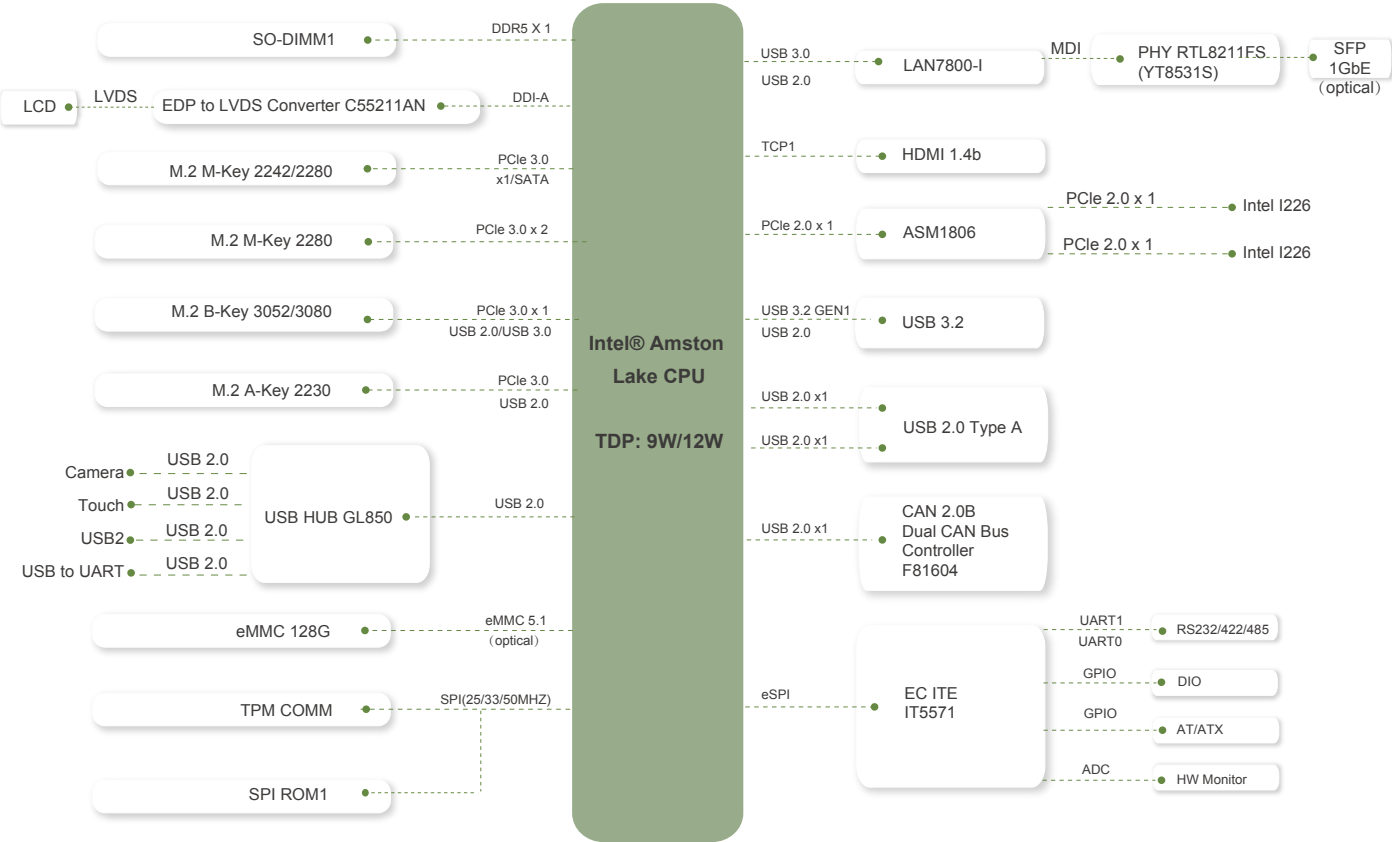 SO-DIMM1
DDR5 X 1
LCD
LVDS
EDP to LVDS Converter C55211AN
DDI-A
M.2 M-Key 2242/2280
PCIe 3.0
x1/SATA
M.2 M-Key 2280
PCIe 3.0 x 2
M.2 B-Key 3052/3080
PCIe 3.0 x 1
USB 2.0/USB 3.0
M.2 A-Key 2230
PCIe 3.0
USB 2.0
Camera
USB 2.0
Touch
USB 2.0
USB2
USB 2.0
USB to UART
USB 2.0
USB HUB GL850
USB 2.0
eMMC 128G
eMMC 5.1
（optical）
TPM COMM
SPI(25/33/50MHZ)
SPI ROM1
Intel® Amston
Lake CPU
TDP: 9W/12W
USB 3.0
USB 2.0
LAN7800-I
MDI
PHY RTL8211FS
(YT8531S)
SFP
1GbE
（optical）
TCP1
HDMI 1.4b
PCIe 2.0 x 1
ASM1806
PCIe 2.0 x 1
Intel I226
PCIe 2.0 x 1
Intel I226
USB 3.2 GEN1
USB 2.0
USB 3.2
USB 2.0 x1
USB 2.0 x1
USB 2.0 Type A
USB 2.0 x1
CAN 2.0B
Dual CAN Bus
Controller
F81604
eSPI
EC ITE
IT5571
UART1
UART0
RS232/422/485
GPIO
DIO
GPIO
AT/ATX
ADC
HW Monitor